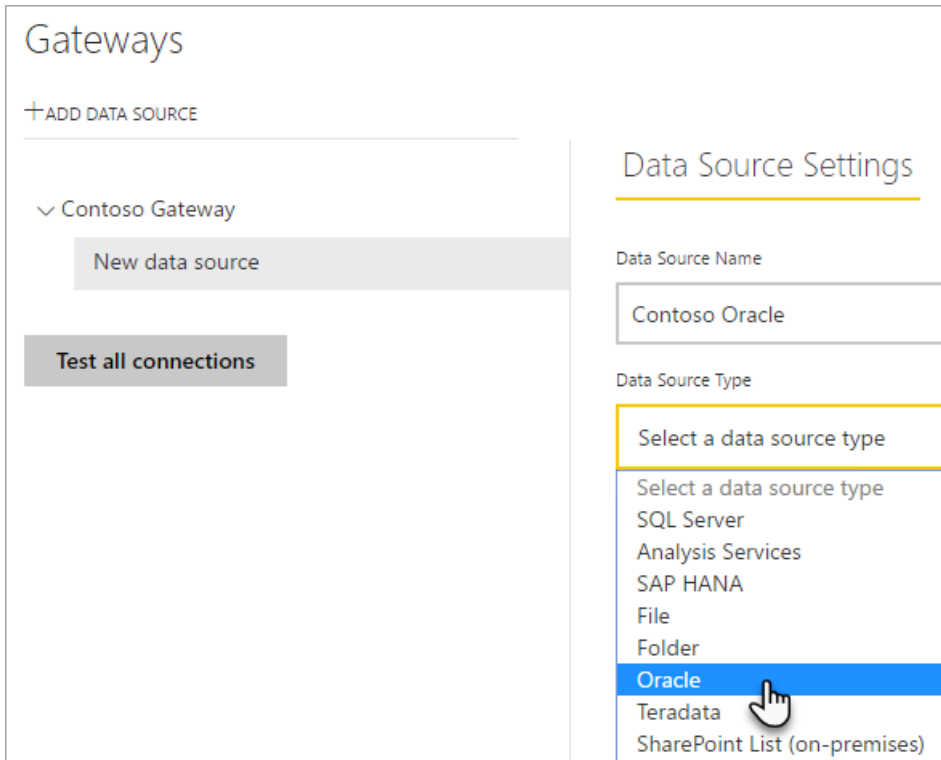 Gateways
+ADD DATA SOURCE
Contoso Gateway
New data source
Test all connections
Data Source Settings
Data Source Name
Contoso Oracle
Data Source Type
Select a data source type
Select a data source type
SQL Server
Analysis Services
SAP HANA
File
Folder
Oracle
Teradata
SharePoint List (on-premises)